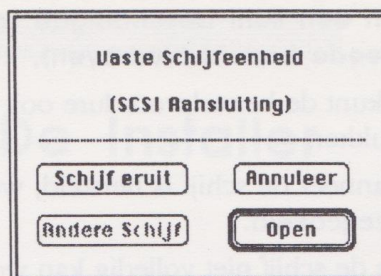 Vaste Schijfeenheid
(SCSI Aansluiting)
Schijf eruit Annuleer
Andere Schijf Open